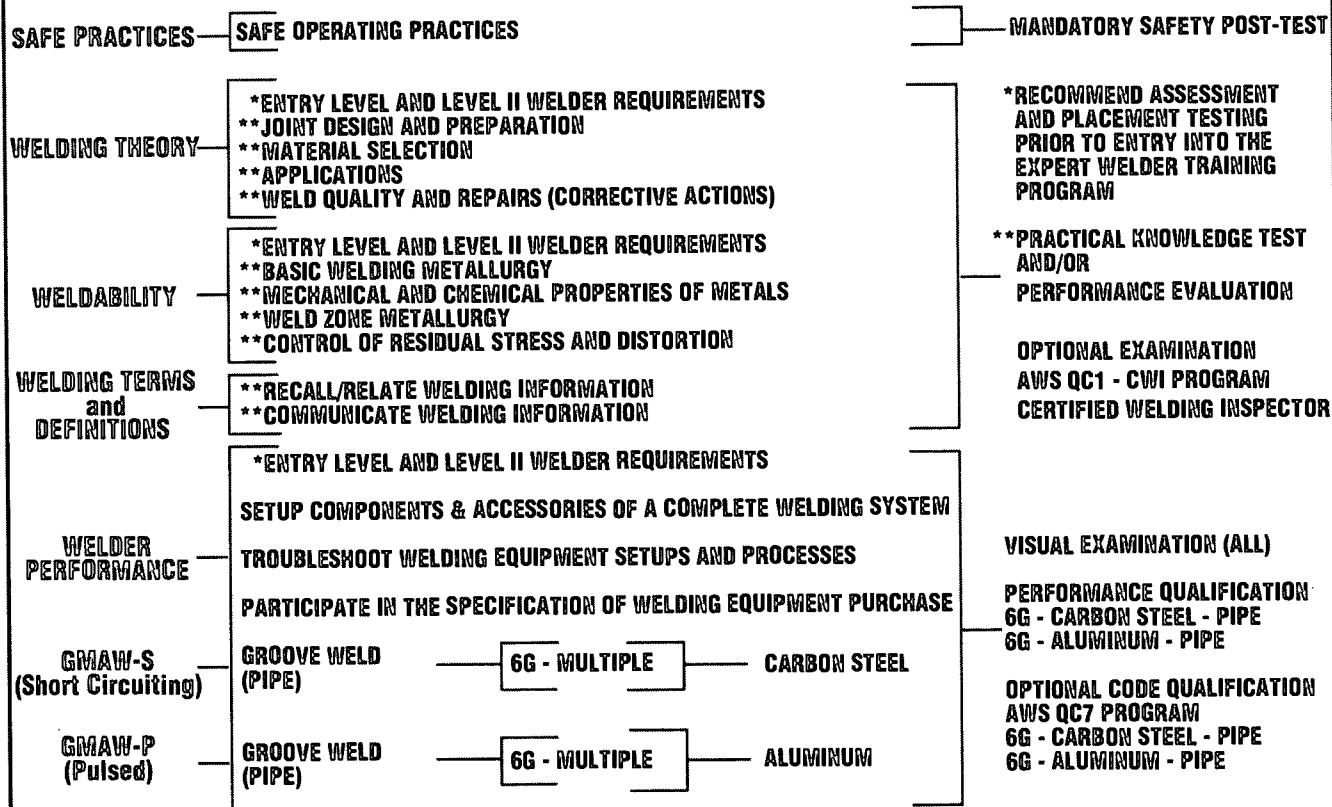 SAFE PRACTICES
SAFE OPERATING PRACTICES
MANDATORY SAFETY POST-TEST
WELDING THEORY
*ENTRY LEVEL AND LEVEL II WELDER REQUIREMENTS
**JOINT DESIGN AND PREPARATION
**MATERIAL SELECTION
**APPLICATIONS
**WELD QUALITY AND REPAIRS (CORRECTIVE ACTIONS)
*RECOMMEND ASSESSMENT
AND PLACEMENT TESTING
PRIOR TO ENTRY INTO THE
EXPERT WELDER TRAINING
PROGRAM
WELDABILITY
*ENTRY LEVEL AND LEVEL II WELDER REQUIREMENTS
**BASIC WELDING METALLURGY
**MECHANICAL AND CHEMICAL PROPERTIES OF METALS
**WELD ZONE METALLURGY
**CONTROL OF RESIDUAL STRESS AND DISTORTION
**PRACTICAL KNOWLEDGE TEST
AND/OR
PERFORMANCE EVALUATION
OPTIONAL EXAMINATION
AWS QC1 - CWI PROGRAM
CERTIFIED WELDING INSPECTOR
WELDING TERMS
and
DEFINITIONS
**RECALL/RELATE WELDING INFORMATION
**COMMUNICATE WELDING INFORMATION
WELDER
PERFORMANCE
*ENTRY LEVEL AND LEVEL II WELDER REQUIREMENTS
SETUP COMPONENTS & ACCESSORIES OF A COMPLETE WELDING SYSTEM
TROUBLESHOOT WELDING EQUIPMENT SETUPS AND PROCESSES
PARTICIPATE IN THE SPECIFICATION OF WELDING EQUIPMENT PURCHASE
GMAW-S
(Short Circuiting)
GROOVE WELD
(PIPE)
6G - MULTIPLE
CARBON STEEL
GMAW-P
(Pulsed)
GROOVE WELD
(PIPE)
6G - MULTIPLE
ALUMINUM
VISUAL EXAMINATION (ALL)
PERFORMANCE QUALIFICATION
6G - CARBON STEEL - PIPE
6G - ALUMINUM - PIPE
OPTIONAL CODE QUALIFICATION
AWS QC7 PROGRAM
6G - CARBON STEEL - PIPE
6G - ALUMINUM - PIPE